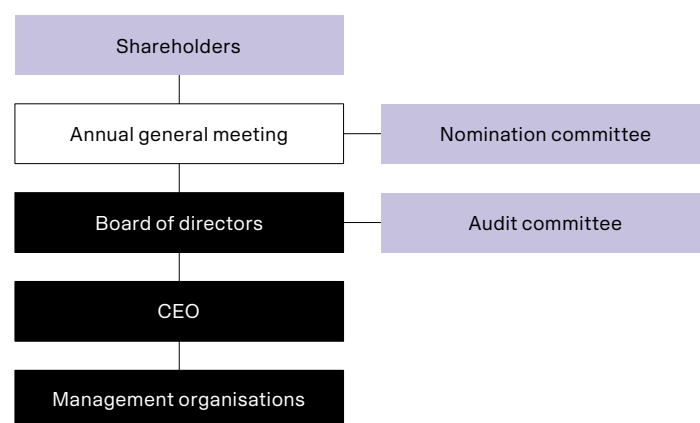 Shareholders
Annual general meeting
Nomination committee
Board of directors
Audit committee
CEO
Management organisations